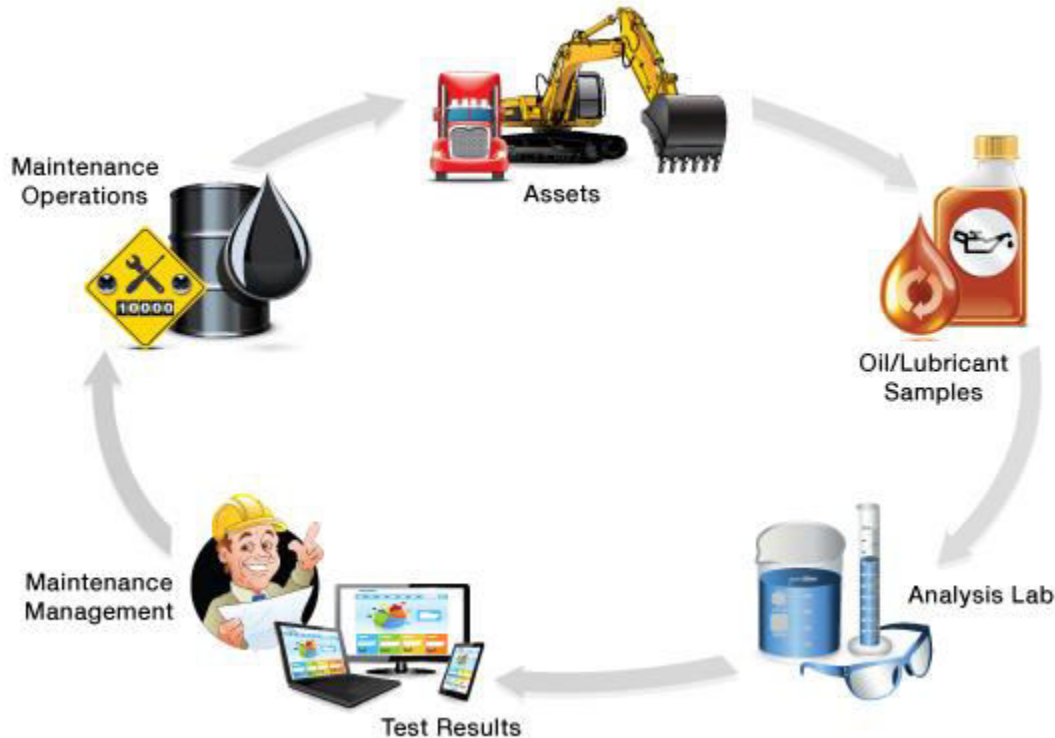 Assets
Maintenance
Operations
10000
Oil/Lubricant
Samples
Analysis Lab
Maintenance
Management
Test Results